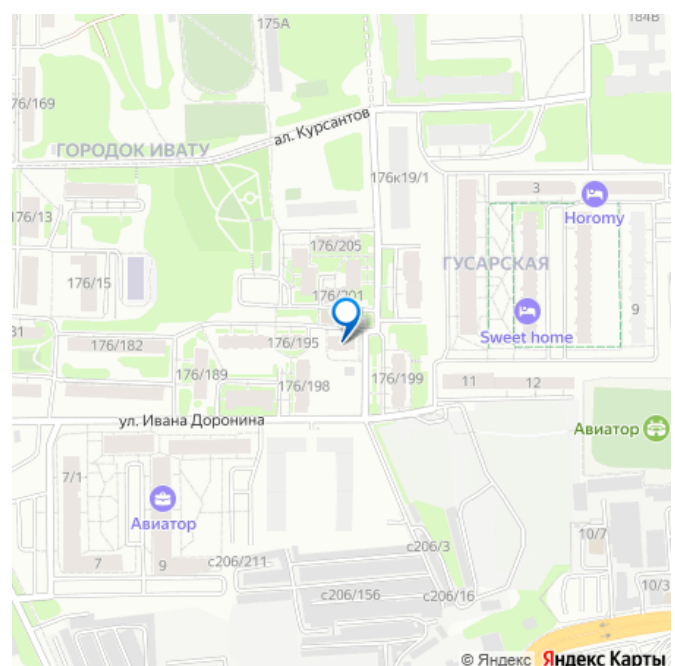 175А
184В
76/169
ал. Курсантов
ГОРОДОК ИВАТУ
176к19/1
3
Horomy
76/13
176/205
ГУСАРСКАЯ
176/15
176/201
9
31
176/182
176/195
Sweet home
176/189
176/198
176/199
11
12
ул. Ивана Доронина
Авиатор
7/1
Авиатор
10/7
с206/3
7
9
с206/211
10/3
с206/156
с206/16
© Яндекс Яндекс Карты